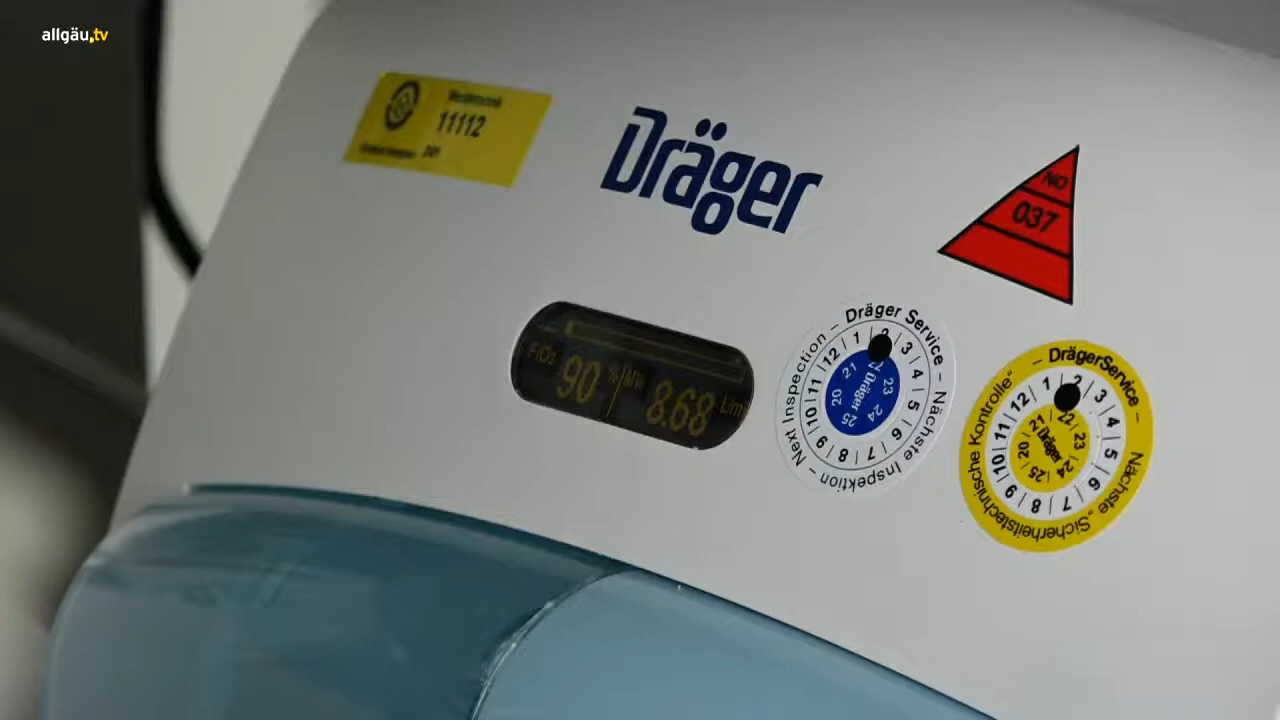 allgäu.tv
11112
Dräger
NO
037
FiO₂ 90 % MV 8.68 L/m
Next Inspection – Dräger Service – Nächste Inspektion –
1 2 3 4 5 6 7 8 9 10 11 12
20 21 23 24 25
Dräger
– DrägerService – Nächste „Sicherheitstechnische Kontrolle“
1 2 3 4 5 6 7 8 9 10 11 12
20 21 22 23 24 25
Dräger